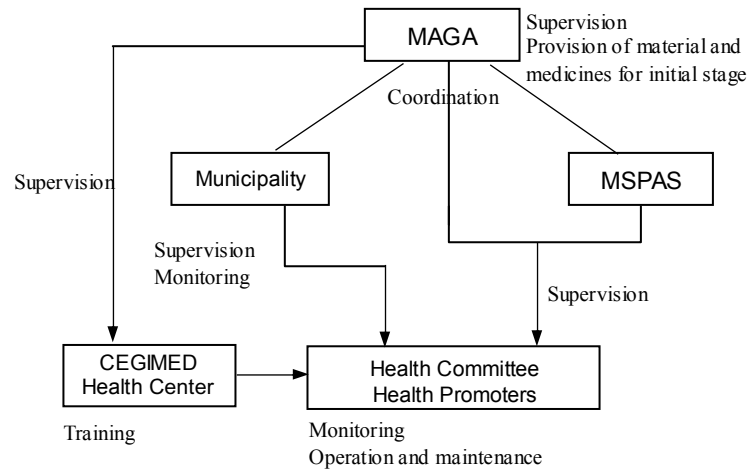 MAGA
Supervision
Provision of material and
medicines for initial stage
Coordination
Supervision
Municipality
MSPAS
Supervision
Monitoring
Supervision
CEGIMED
Health Center
Health Committee
Health Promoters
Training
Monitoring
Operation and maintenance